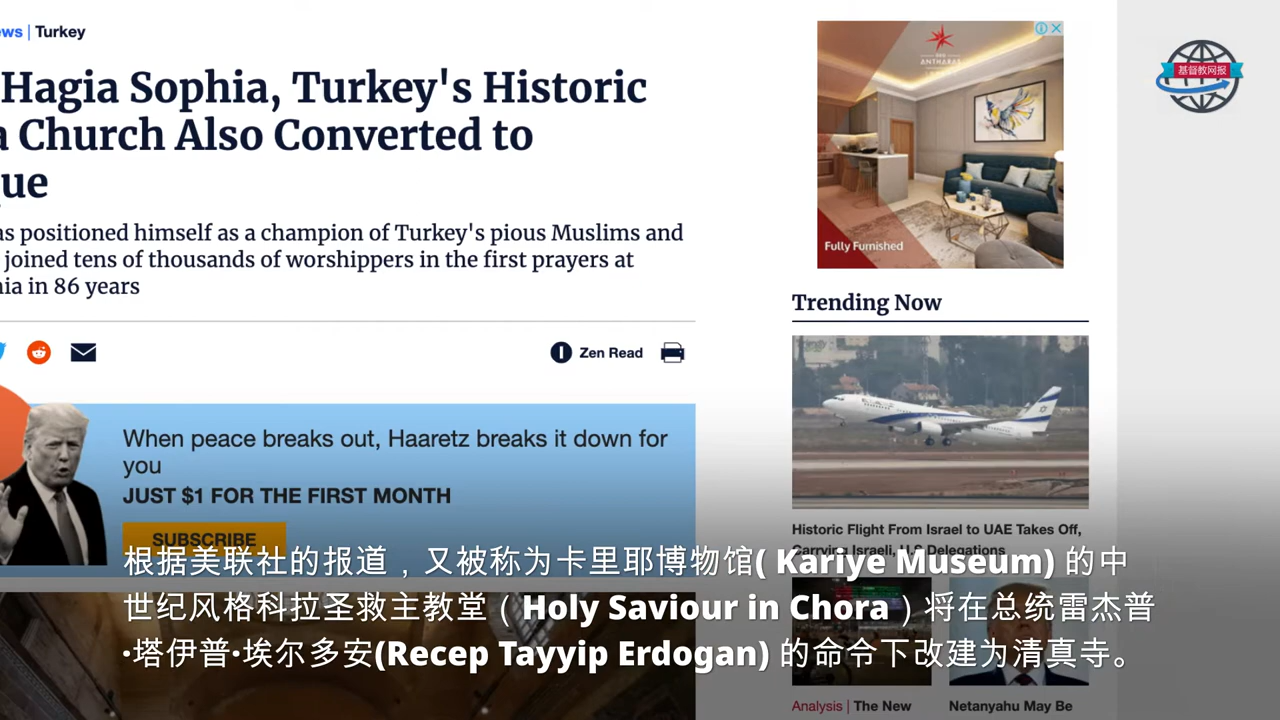 ews | Turkey
Hagia Sophia, Turkey's Historic
a Church Also Converted to
que
as positioned himself as a champion of Turkey's pious Muslims and
joined tens of thousands of worshippers in the first prayers at
hia in 86 years
Zen Read
When peace breaks out, Haaretz breaks it down for
you
JUST $1 FOR THE FIRST MONTH
SUBSCRIBE
THE
ANTHARAS
Fully Furnished
基督教网报
Trending Now
Historic Flight From Israel to UAE Takes Off,
Carrying Israeli, U.S Delegations
Analysis | The New
Netanyahu May Be
根据美联社的报道，又被称为卡里耶博物馆( Kariye Museum) 的中
世纪风格科拉圣救主教堂（ Holy Saviour in Chora ）将在总统雷杰普
·塔伊普·埃尔多安(Recep Tayyip Erdogan) 的命令下改建为清真寺。